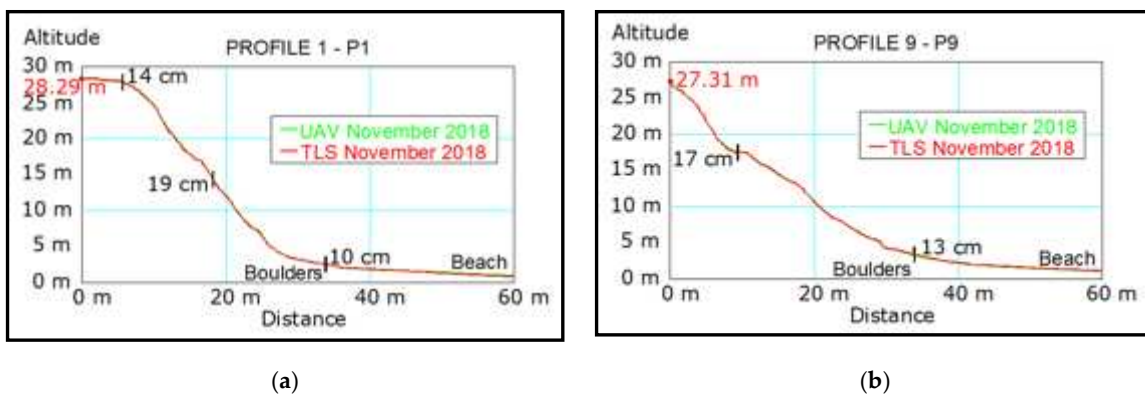 Altitude
PROFILE 1 - P1
30 m
14 cm
28.29 m
25 m
20 m
UAV November 2018
TLS November 2018
15 m
19 cm
10 m
5 m
10 cm
Boulders
Beach
0 m
0 m 20 m 40 m 60 m
Distance
(a)
Altitude
PROFILE 9 - P9
30 m
27.31 m
25 m
20 m
UAV November 2018
TLS November 2018
17 cm
15 m
10 m
5 m
13 cm
Boulders
Beach
0 m
0 m 20 m 40 m 60 m
Distance
(b)